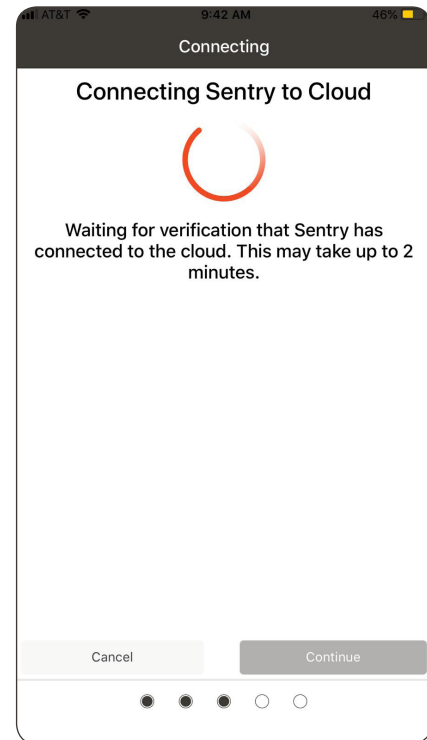 AT&T 9:42 AM 46%
Connecting
Connecting Sentry to Cloud
Waiting for verification that Sentry has
connected to the cloud. This may take up to 2
minutes.
Cancel Continue